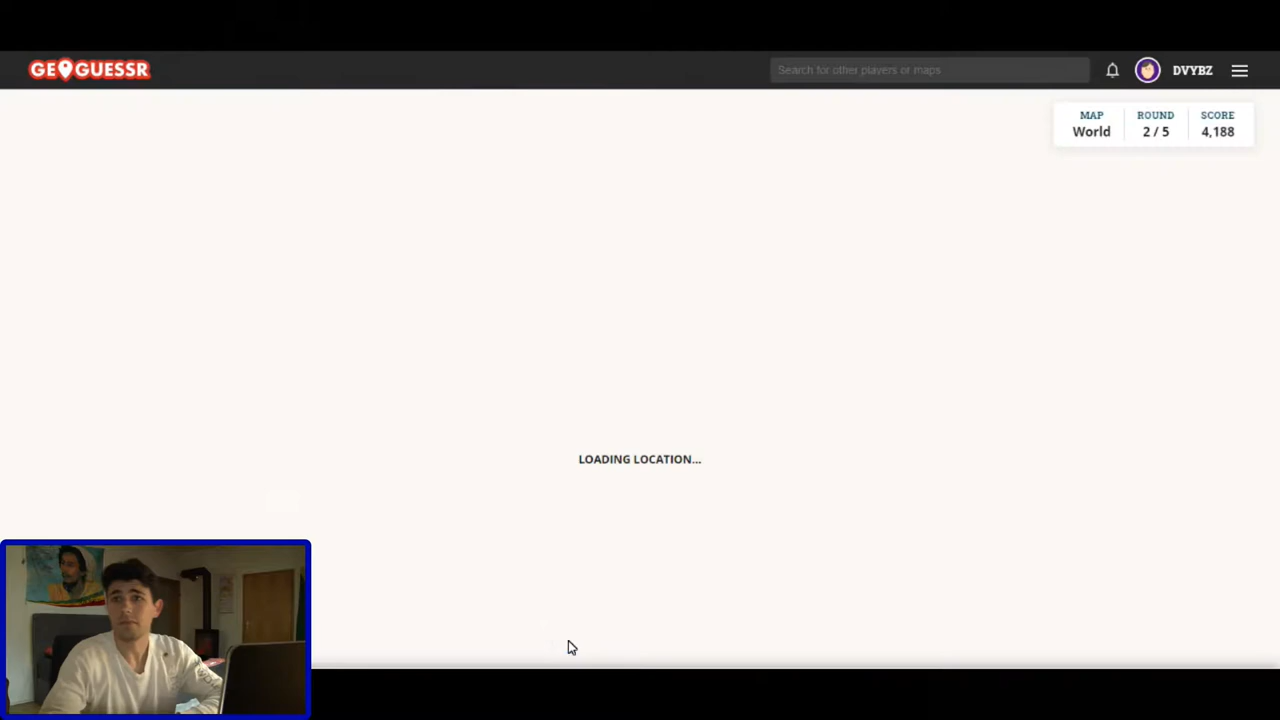 GEOGUESSR
Search for other players or maps
DVYBZ
MAP ROUND SCORE
World 2 / 5 4,188
LOADING LOCATION...